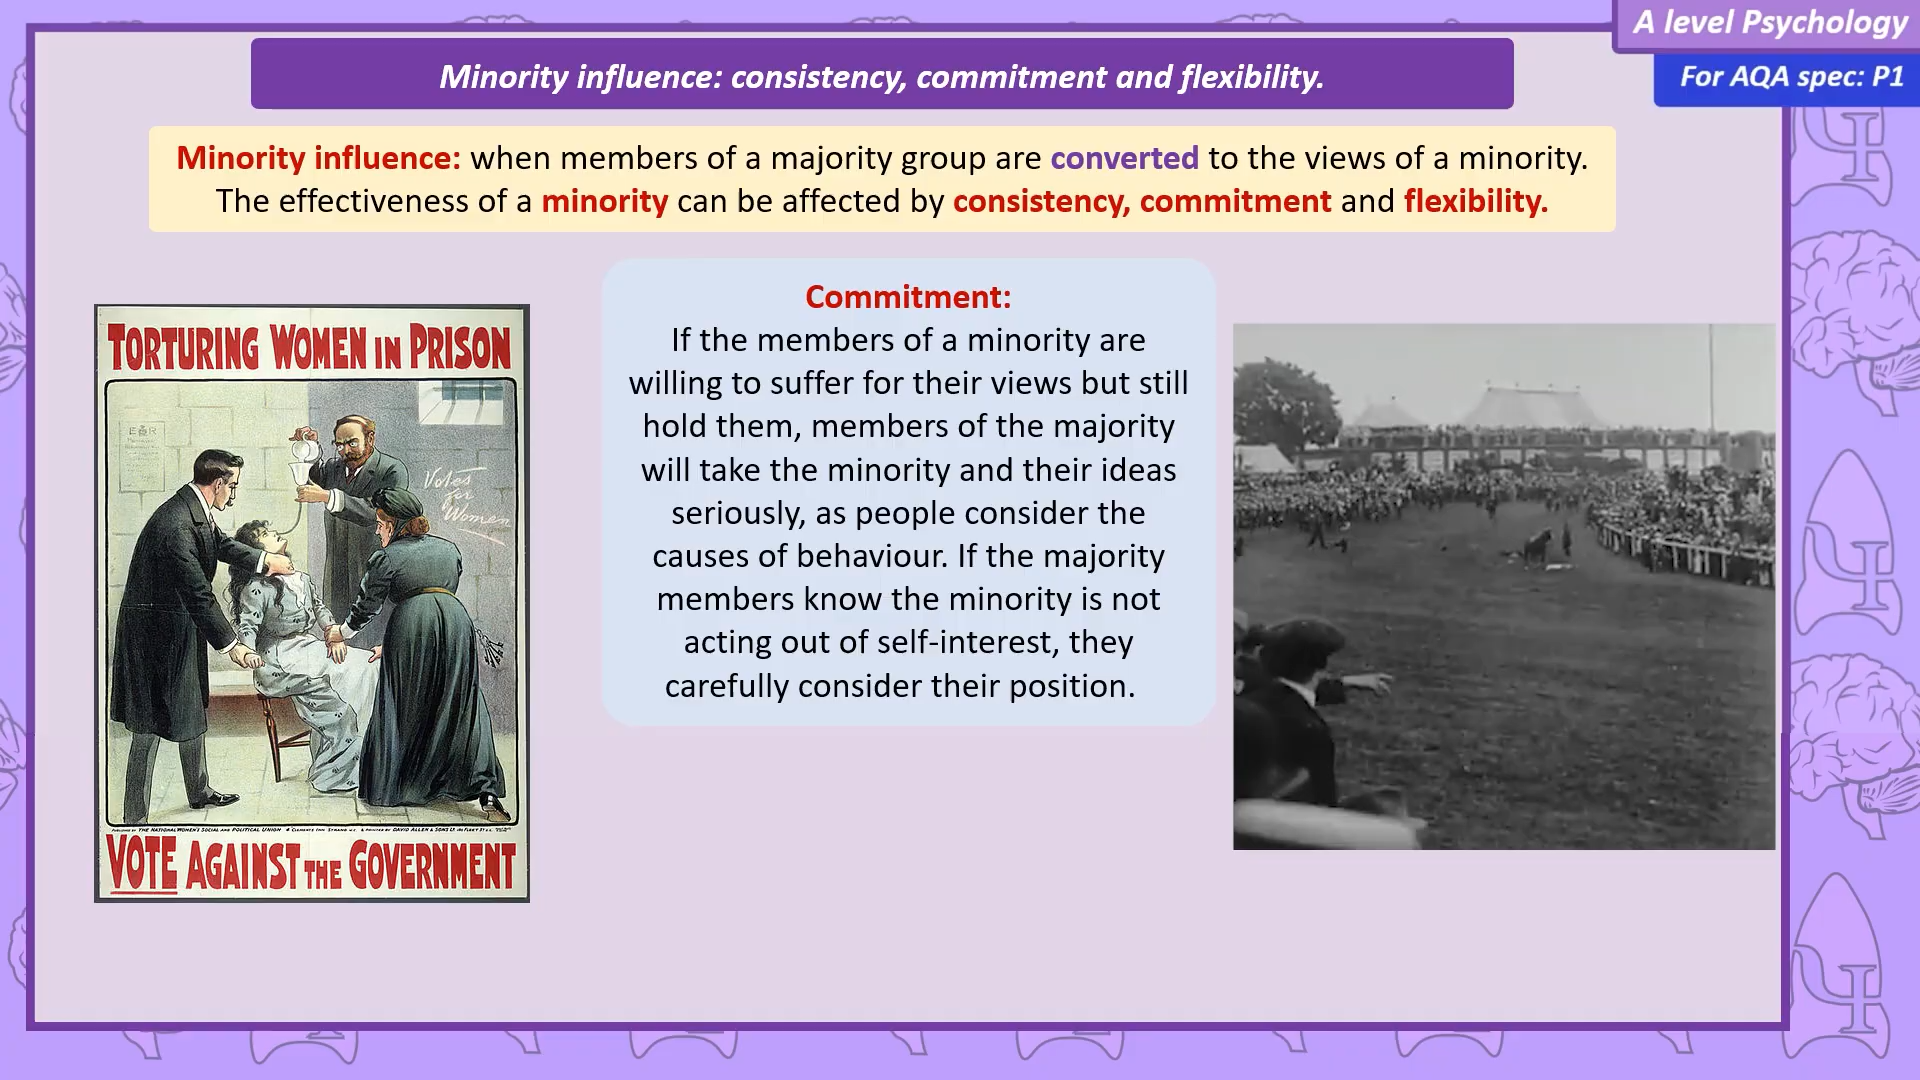 A level Psychology
For AQA spec: P1
Minority influence: consistency, commitment and flexibility.
Minority influence: when members of a majority group are converted to the views of a minority.
The effectiveness of a minority can be affected by consistency, commitment and flexibility.
TORTURING WOMEN IN PRISON
Votes
for
Women
VOTE AGAINST THE GOVERNMENT
Commitment:
If the members of a minority are
willing to suffer for their views but still
hold them, members of the majority
will take the minority and their ideas
seriously, as people consider the
causes of behaviour. If the majority
members know the minority is not
acting out of self-interest, they
carefully consider their position.